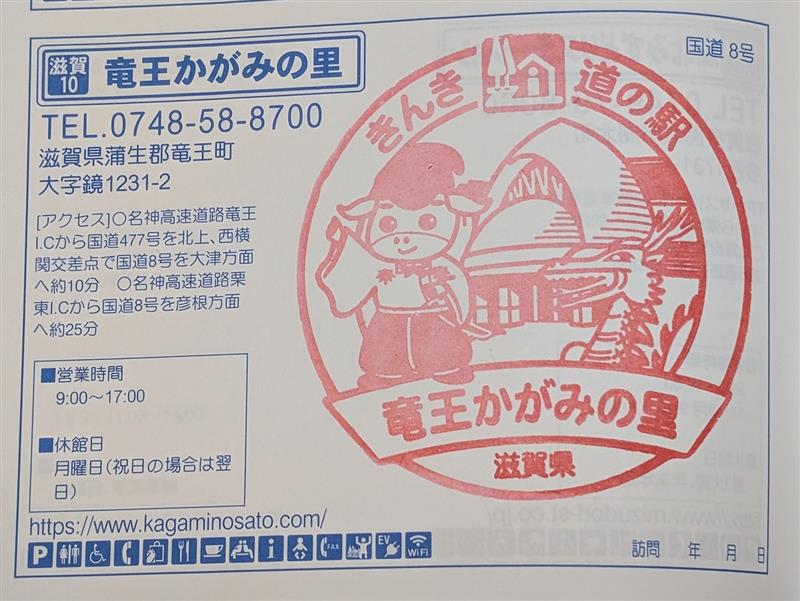 滋賀
10
竜王かがみの里
国道 8号
TEL.0748-58-8700
滋賀県蒲生郡竜王町
大字鏡1231-2
[アクセス]○名神高速道路竜王
I.Cから国道477号を北上、西横
関交差点で国道8号を大津方面
へ約10分 ○名神高速道路栗
東I.Cから国道8号を彦根方面
へ約25分
■営業時間
9:00〜17:00
■休館日
月曜日(祝日の場合は翌
日)
https://www.kagaminosato.com/
P
FAX
EV
WiFi
きんき 道の駅
竜王かがみの里
滋賀県
訪問 年 月 日